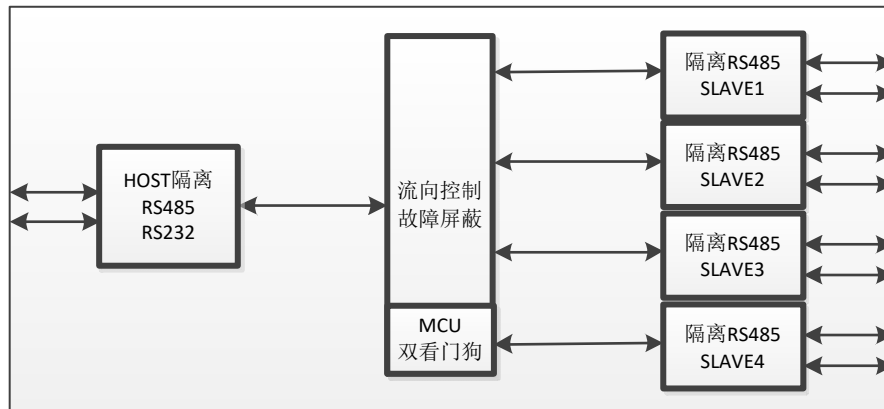 HOST隔离
RS485
RS232
流向控制
故障屏蔽
MCU
双看门狗
隔离RS485
SLAVE1
隔离RS485
SLAVE2
隔离RS485
SLAVE3
隔离RS485
SLAVE4